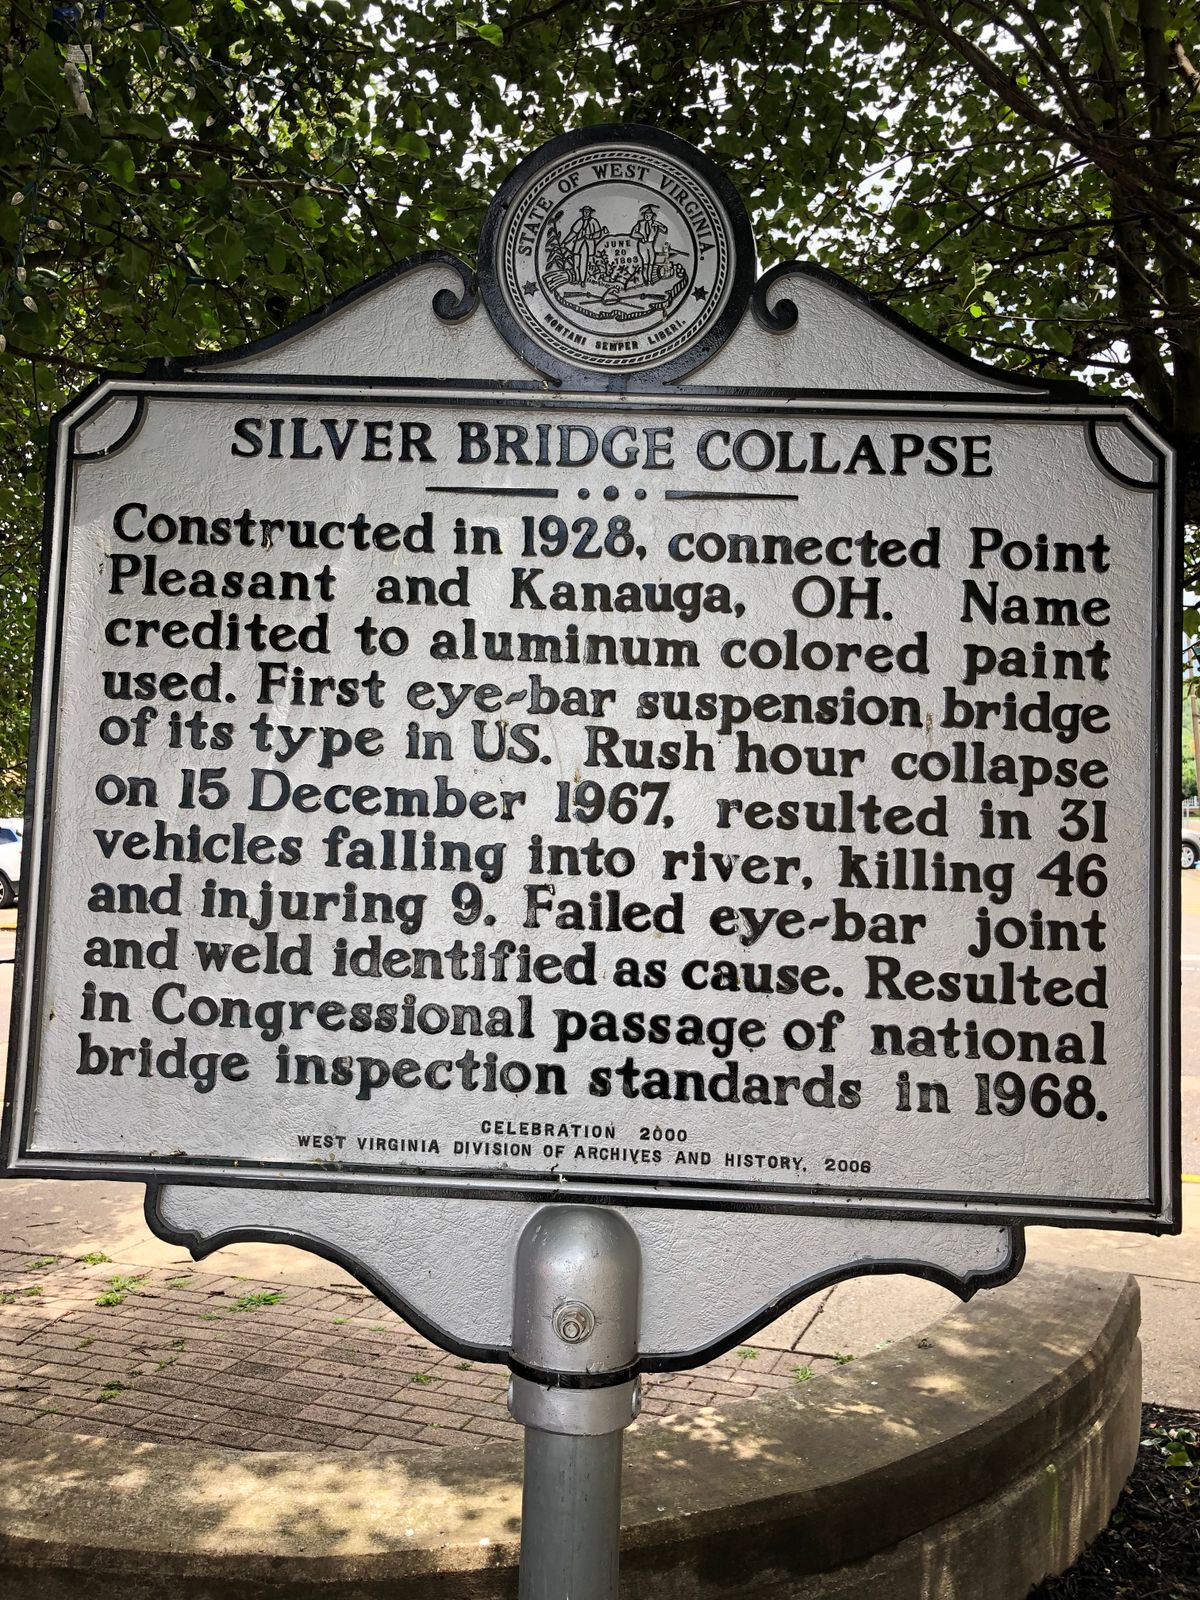 STATE OF WEST VIRGINIA.
JUNE
20
1863
MONTANI SEMPER LIBERI.
SILVER BRIDGE COLLAPSE
Constructed in 1928, connected Point
Pleasant and Kanauga, OH. Name
credited to aluminum colored paint
used. First eye-bar suspension bridge
of its type in US. Rush hour collapse
on 15 December 1967, resulted in 31
vehicles falling into river, killing 46
and injuring 9. Failed eye-bar joint
and weld identified as cause. Resulted
in Congressional passage of national
bridge inspection standards in 1968.
CELEBRATION 2000
WEST VIRGINIA DIVISION OF ARCHIVES AND HISTORY, 2006